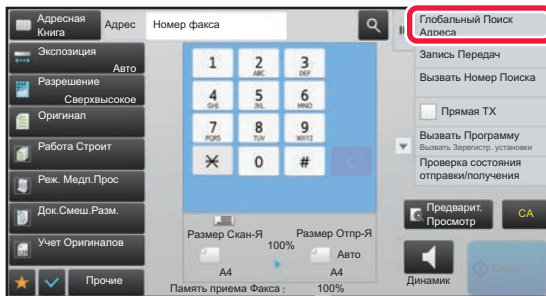 Адресная
Книга
Адрес
Номер факса
Глобальный Поиск
Адреса
Экспозиция
Авто
Разрешение
Сверхвысокое
Оригинал
Работа Строит
Реж. Медл.Прос
Док.Смеш.Разм.
Учет Оригиналов
Прочие
1
2
ABC
3
DEF
4
GHI
5
JKL
6
MNO
7
PQRS
8
TUV
9
WXYZ
0
#
C
Запись Передач
Вызвать Номер Поиска
Прямая TX
Вызвать Программу
Вызвать Зарегистр. установки
Проверка состояния
отправки/получения
Предварит.
Просмотр
CA
Размер Скан-Я
Размер Отпр-Я
100%
Авто
A4
A4
Память приема Факса : 100%
Динамик